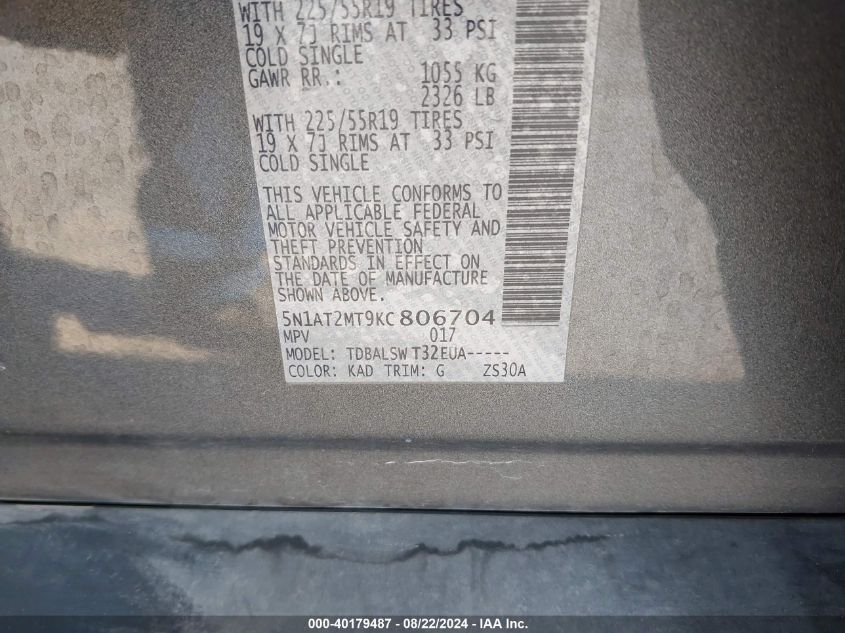 WITH 225/55R19 TIRES
19 X 7J RIMS AT 33 PSI
COLD SINGLE
GAWR RR.: 1055 KG
2326 LB
WITH 225/55R19 TIRES
19 X 7J RIMS AT 33 PSI
COLD SINGLE
THIS VEHICLE CONFORMS TO
ALL APPLICABLE FEDERAL
MOTOR VEHICLE SAFETY AND
THEFT PREVENTION
STANDARDS IN EFFECT ON
THE DATE OF MANUFACTURE
SHOWN ABOVE.
5N1AT2MT9KC806704
MPV 017
MODEL: TDBALSW T32EUA-----
COLOR: KAD TRIM: G ZS30A
000-40179487 - 08/22/2024 - IAA Inc.